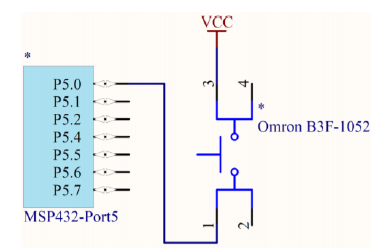 VCC
*
3
4
P5.0
P5.1
P5.2
P5.4
P5.5
P5.6
P5.7
*
Omron B3F-1052
1
2
MSP432-Port5